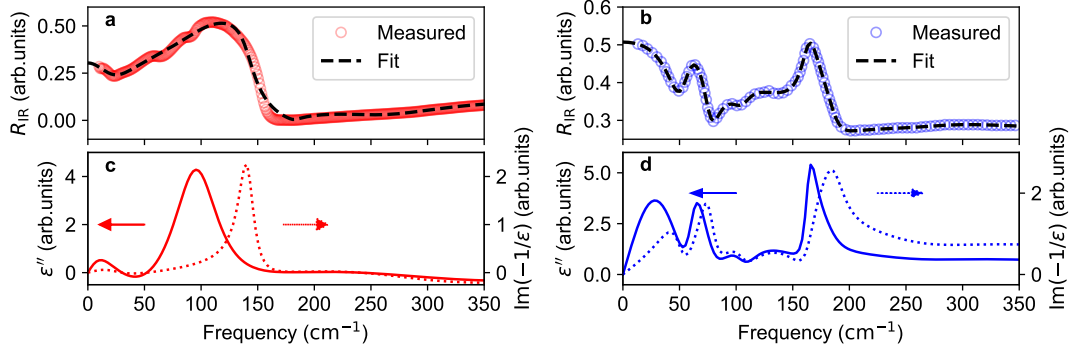 a
R_IR (arb.units)
0.50
0.25
0.00
Measured
Fit
b
R_IR (arb.units)
0.6
0.5
0.4
0.3
Measured
Fit
c
ε″ (arb.units)
4
2
0
2
1
0
Im(−1/ε) (arb.units)
0 50 100 150 200 250 300 350
Frequency (cm⁻¹)
d
ε″ (arb.units)
5.0
2.5
0.0
2
0
Im(−1/ε) (arb.units)
0 50 100 150 200 250 300 350
Frequency (cm⁻¹)